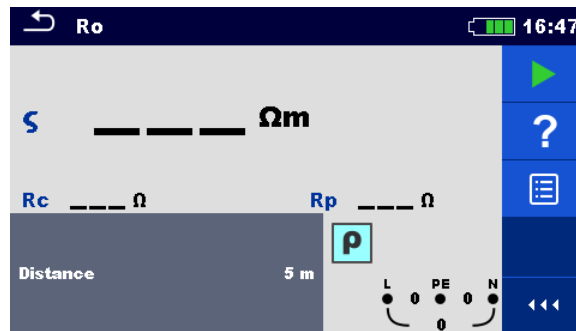 Ro 16:47
ς ___ Ωm
?
Rc ___ Ω Rp ___ Ω
ρ
Distance 5 m
L PE N
0 0
0